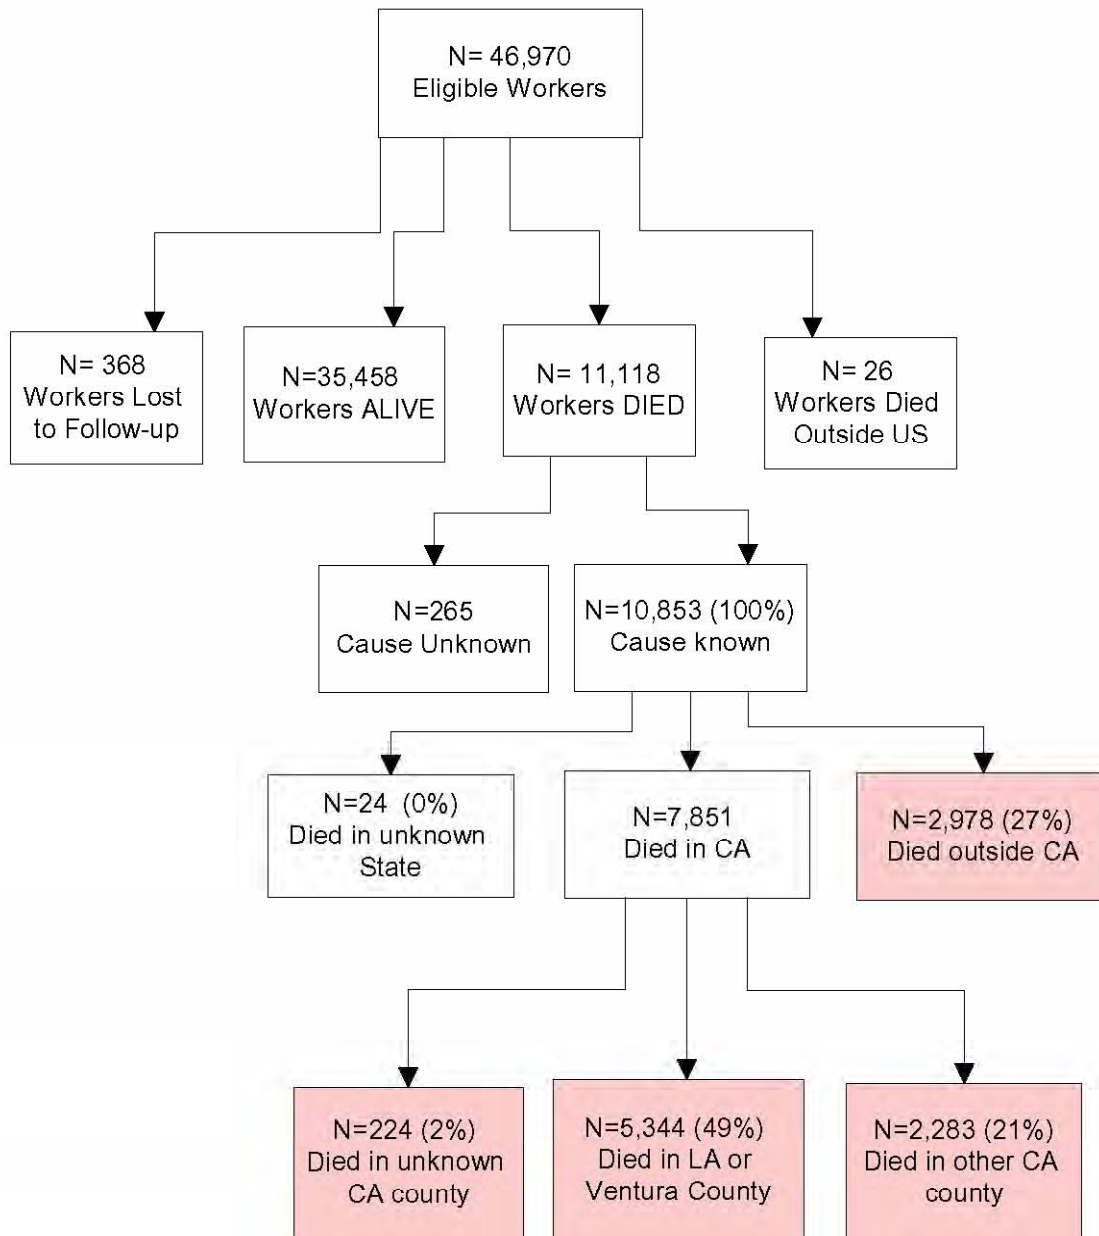 N= 46,970
Eligible Workers
N= 368
Workers Lost
to Follow-up
N=35,458
Workers ALIVE
N= 11,118
Workers DIED
N= 26
Workers Died
Outside US
N=265
Cause Unknown
N=10,853 (100%)
Cause known
N=24 (0%)
Died in unknown
State
N=7,851
Died in CA
N=2,978 (27%)
Died outside CA
N=224 (2%)
Died in unknown
CA county
N=5,344 (49%)
Died in LA or
Ventura County
N=2,283 (21%)
Died in other CA
county